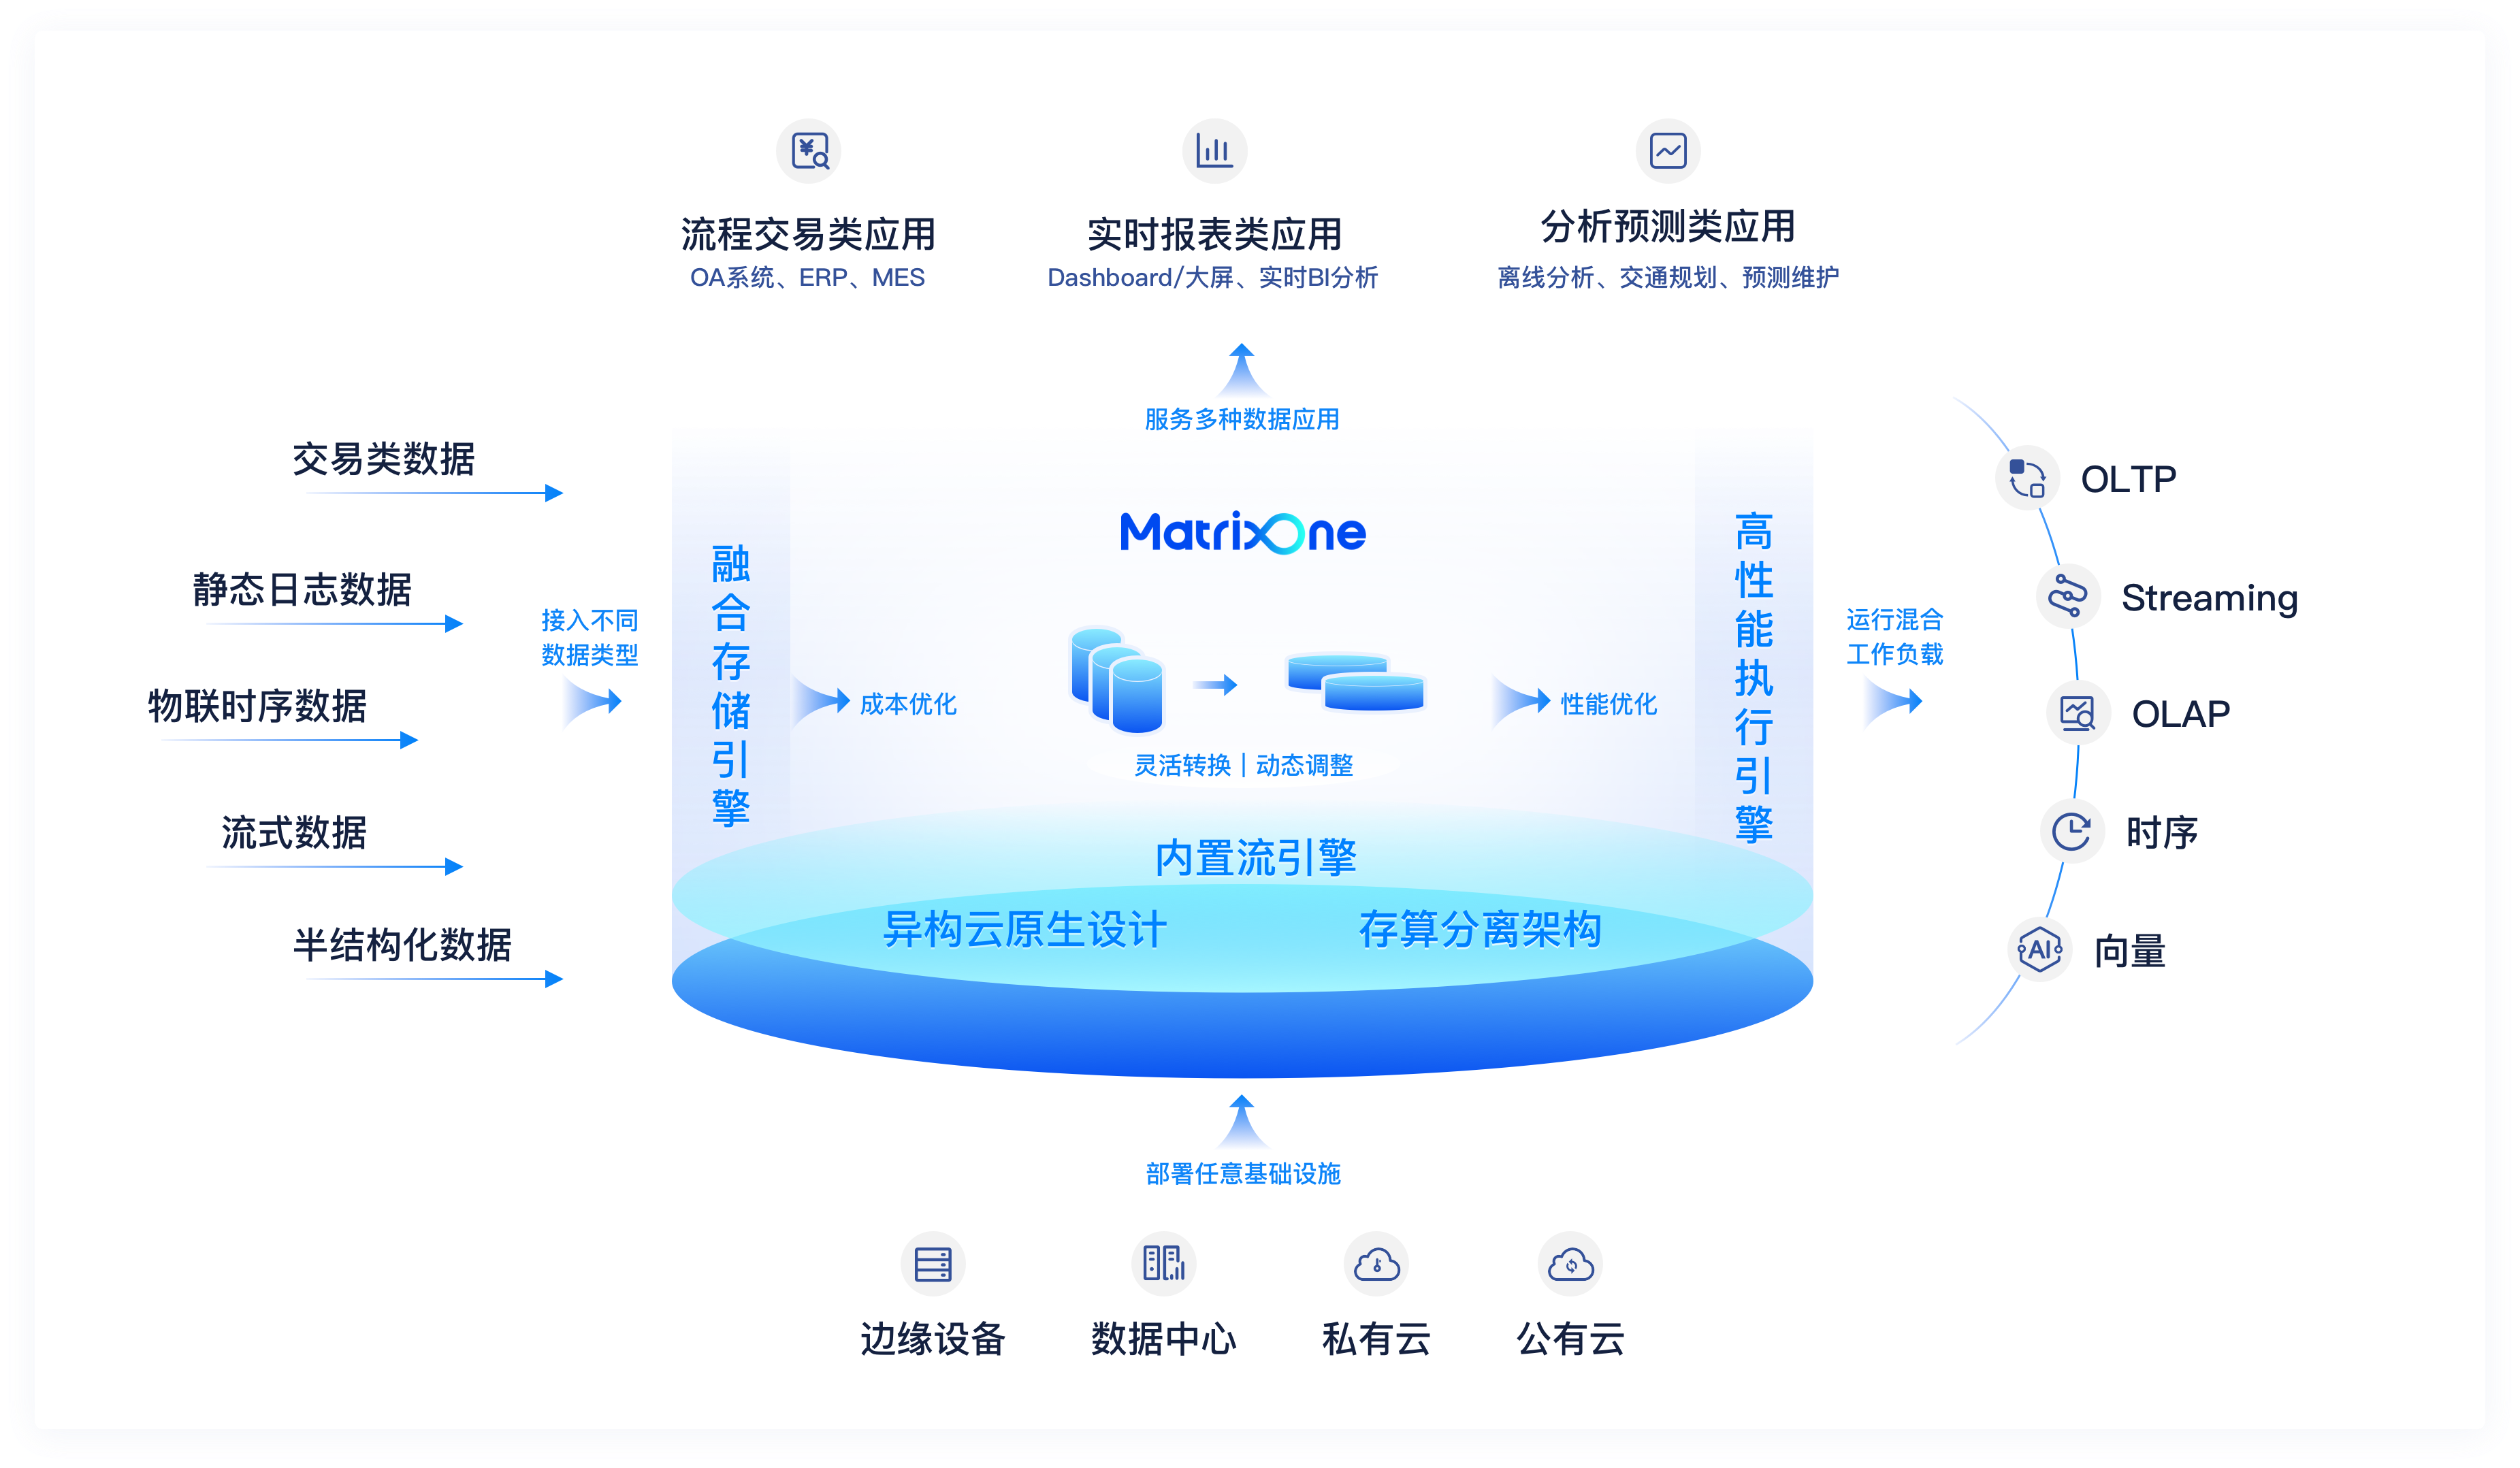 流程交易类应用
OA系统、ERP、MES
实时报表类应用
Dashboard/大屏、实时BI分析
分析预测类应用
离线分析、交通规划、预测维护
服务多种数据应用
交易类数据
静态日志数据
物联时序数据
流式数据
半结构化数据
接入不同
数据类型
融合存储引擎
成本优化
MatrixOne
灵活转换｜动态调整
性能优化
高性能执行引擎
内置流引擎
异构云原生设计
存算分离架构
运行混合
工作负载
OLTP
Streaming
OLAP
时序
AI
向量
部署任意基础设施
边缘设备
数据中心
私有云
公有云